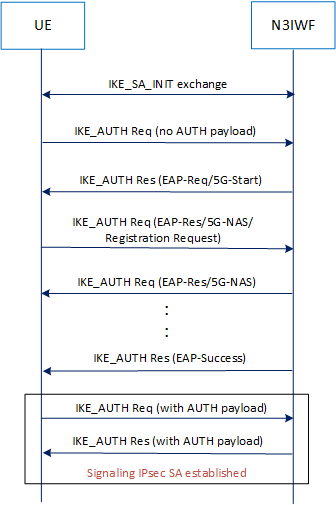 UE
N3IWF
IKE_SA_INIT exchange
IKE_AUTH Req (no AUTH payload)
IKE_AUTH Res (EAP-Req/5G-Start)
IKE_AUTH Req (EAP-Res/5G-NAS/
Registration Request)
IKE_AUTH Req (EAP-Res/5G-NAS)
:
:
IKE_AUTH Res (EAP-Success)
IKE_AUTH Req (with AUTH payload)
IKE_AUTH Res (with AUTH payload)
Signaling IPsec SA established